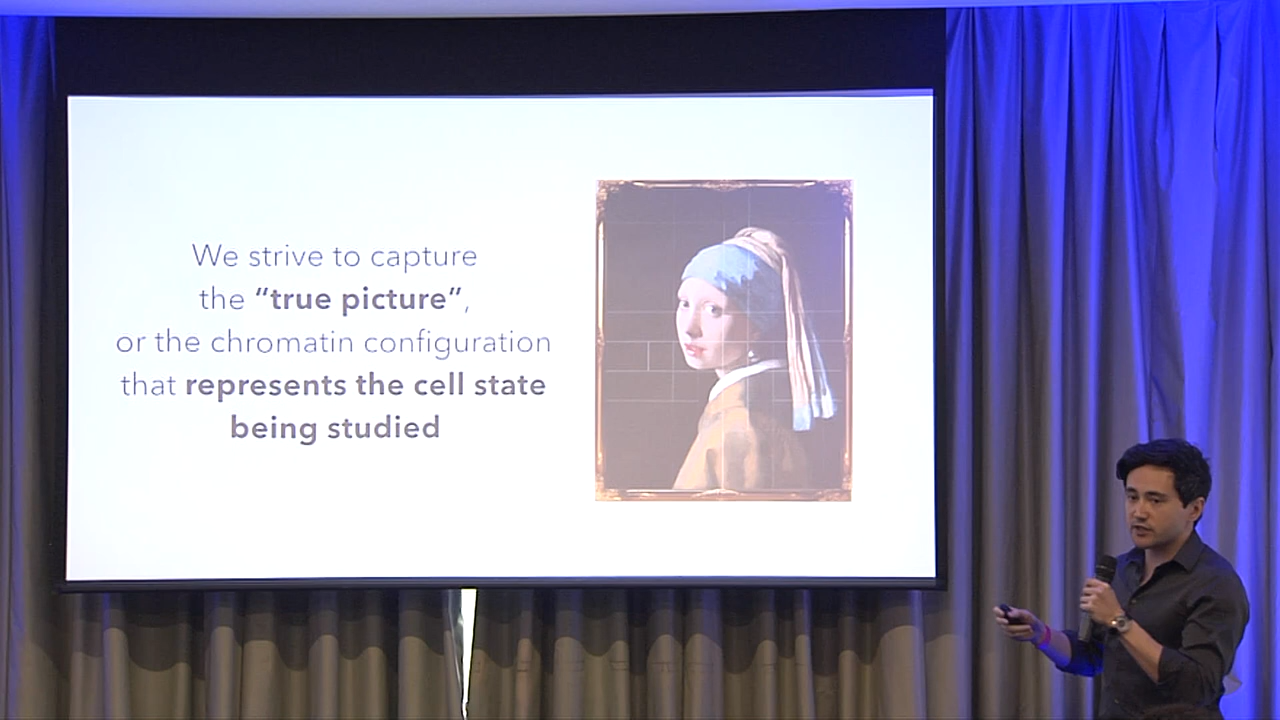 We strive to capture
the “true picture”,
or the chromatin configuration
that represents the cell state
being studied